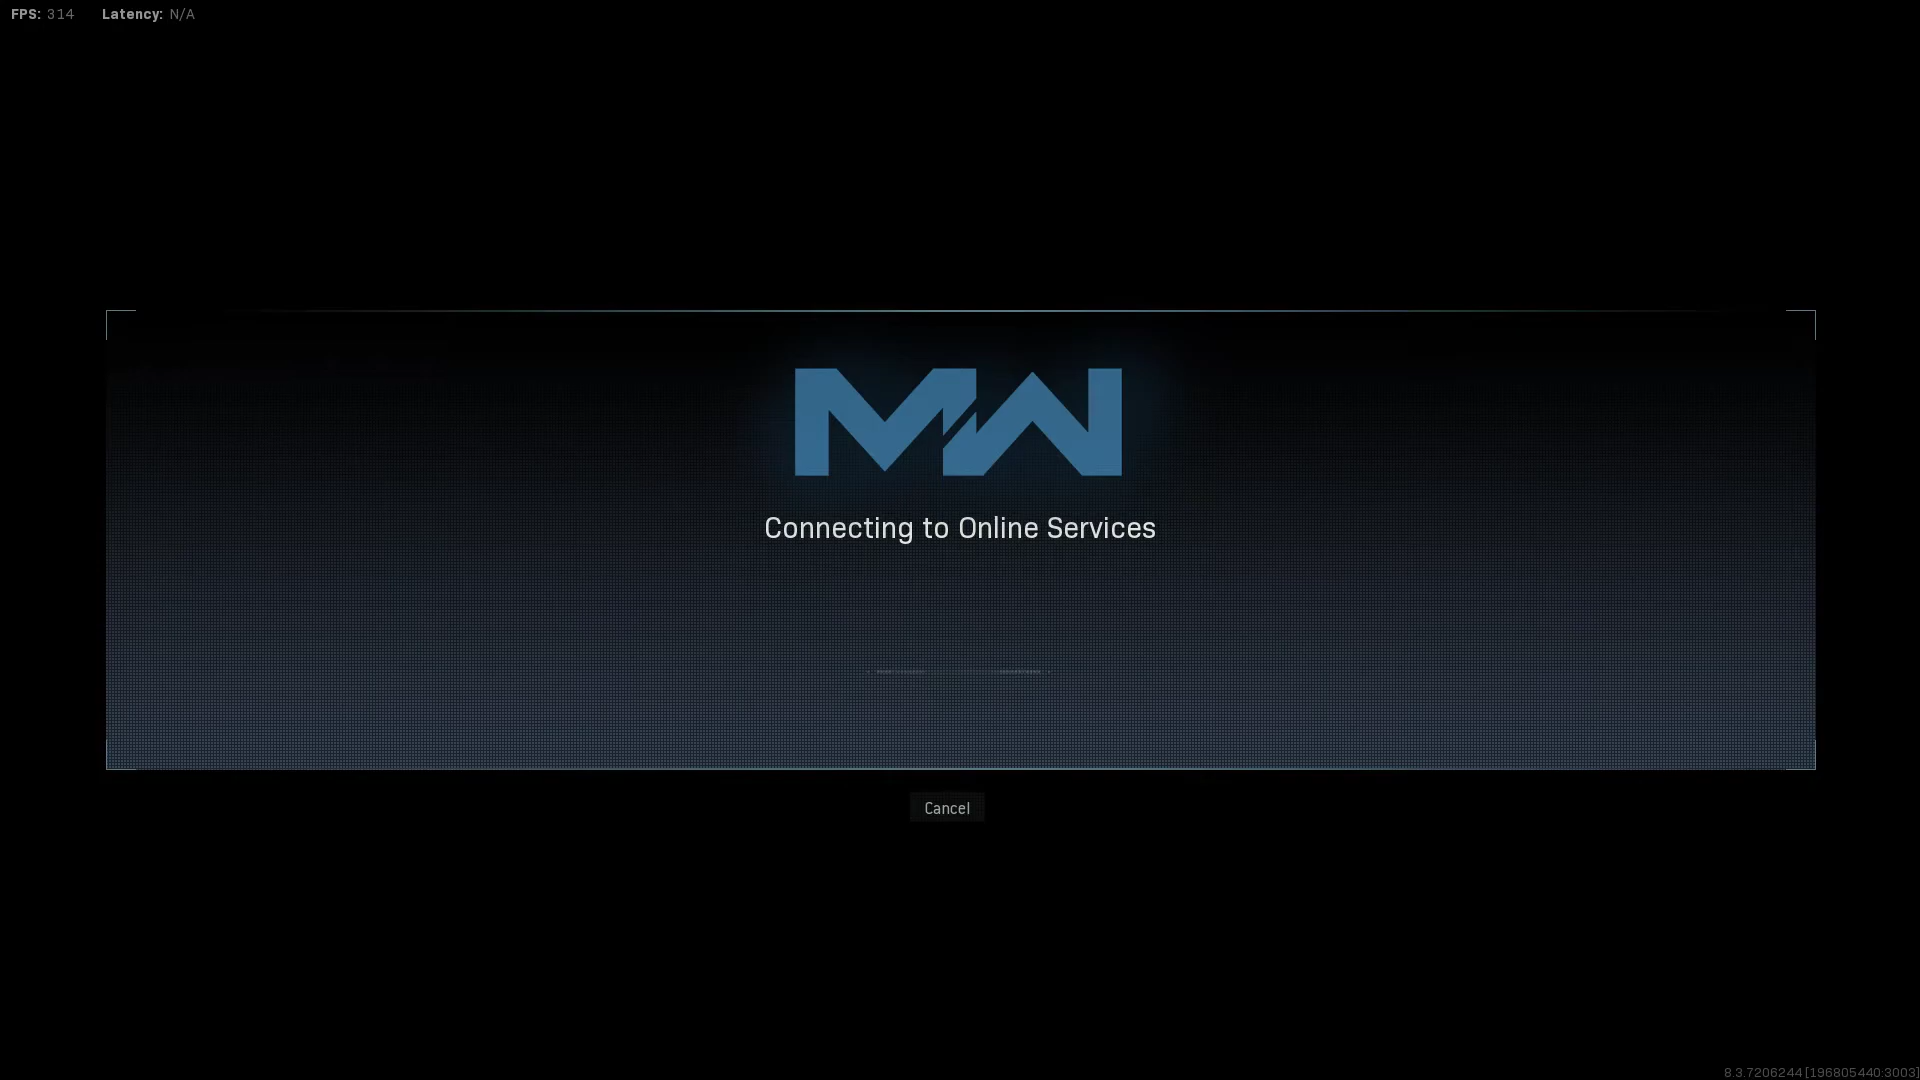 FPS: 314 Latency: N/A
MW
Connecting to Online Services
Cancel
8.3.7206244 [196805440:3003]